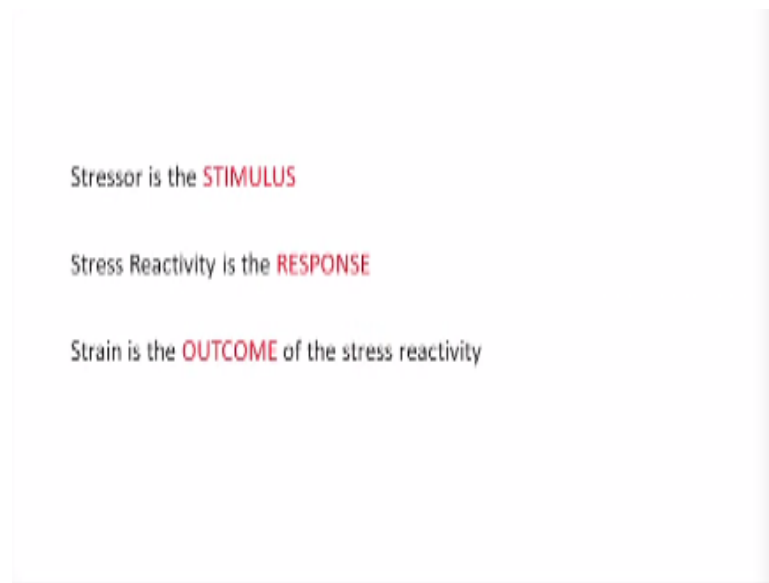 Stressor is the STIMULUS
Stress Reactivity is the RESPONSE
Strain is the OUTCOME of the stress reactivity